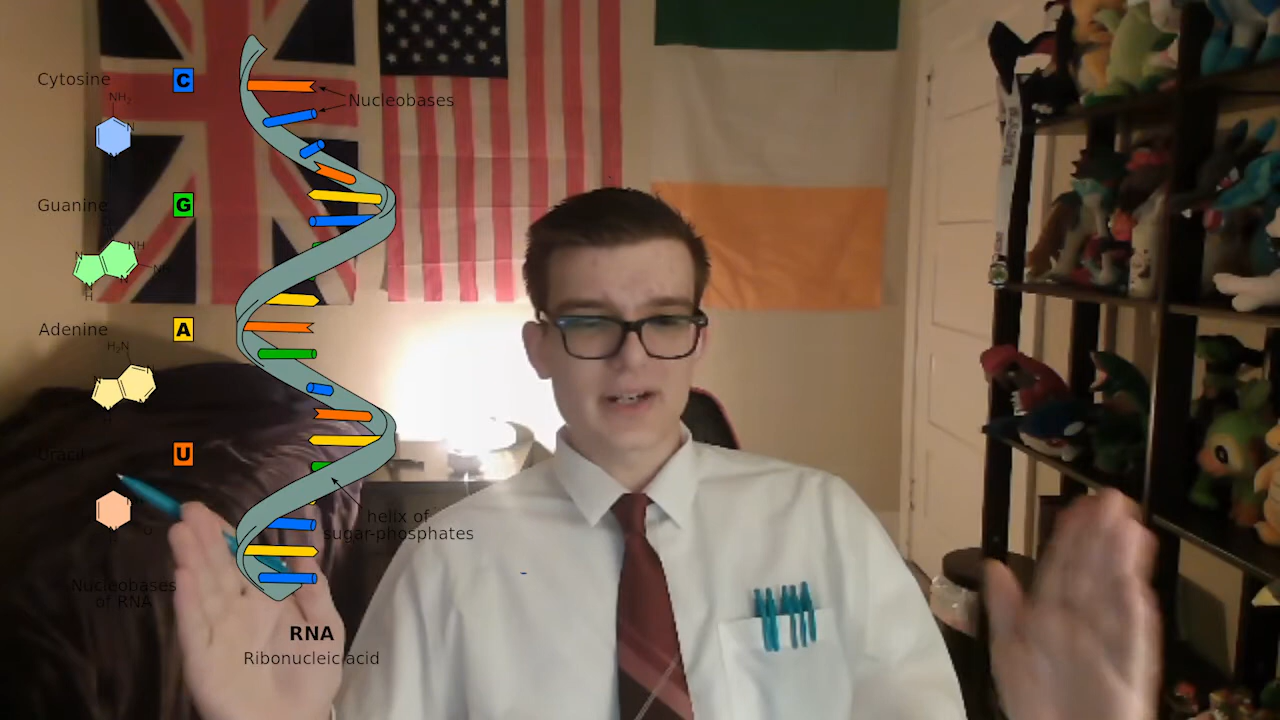 Cytosine
C
NH₂
N
Nucleobases
Guanine
G
NH
N
N
H
Adenine
A
H₂N
Uracil
U
O
helix of
sugar-phosphates
Nucleobases
of RNA
RNA
Ribonucleic acid